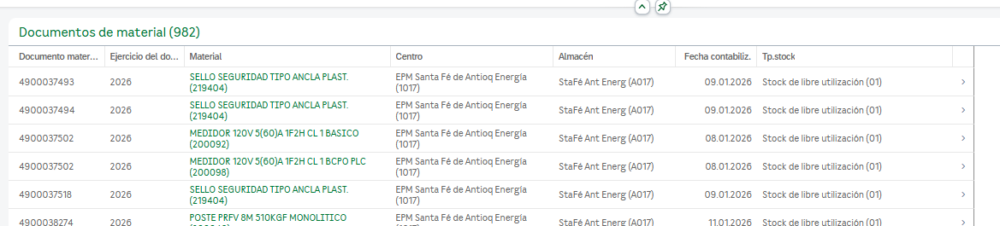 Documentos de material (982)
Documento mater... Ejercicio del do... Material Centro Almacén Fecha contabiliz. Tp.stock
4900037493 2026 SELLO SEGURIDAD TIPO ANCLA PLAST. (219404) EPM Santa Fé de Antioq Energía (1017) StaFé Ant Energ (A017) 09.01.2026 Stock de libre utilización (01)
4900037494 2026 SELLO SEGURIDAD TIPO ANCLA PLAST. (219404) EPM Santa Fé de Antioq Energía (1017) StaFé Ant Energ (A017) 09.01.2026 Stock de libre utilización (01)
4900037502 2026 MEDIDOR 120V 5(60)A 1F2H CL 1 BASICO (200092) EPM Santa Fé de Antioq Energía (1017) StaFé Ant Energ (A017) 08.01.2026 Stock de libre utilización (01)
4900037502 2026 MEDIDOR 120V 5(60)A 1F2H CL 1 BCPO PLC (200098) EPM Santa Fé de Antioq Energía (1017) StaFé Ant Energ (A017) 08.01.2026 Stock de libre utilización (01)
4900037518 2026 SELLO SEGURIDAD TIPO ANCLA PLAST. (219404) EPM Santa Fé de Antioq Energía (1017) StaFé Ant Energ (A017) 09.01.2026 Stock de libre utilización (01)
4900038274 2026 POSTE PRFV 8M 510KGF MONOLITICO EPM Santa Fé de Antioq Energía StaFé Ant Energ (A017) 11.01.2026 Stock de libre utilización (01)